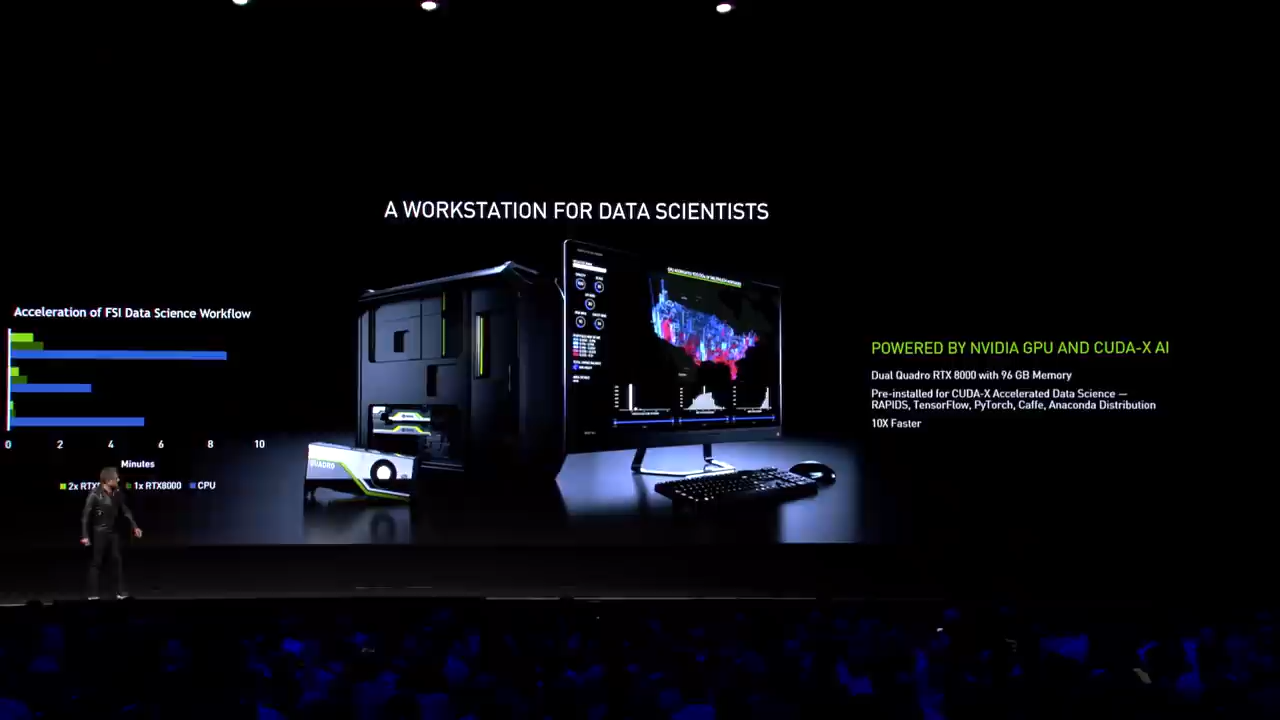 A WORKSTATION FOR DATA SCIENTISTS
Acceleration of FSI Data Science Workflow
0 2 4 6 8 10
Minutes
2x 1x RTX8000 CPU
QUADRO
POWERED BY NVIDIA GPU AND CUDA-X AI
Dual Quadro RTX 8000 with 96 GB Memory
Pre-installed for CUDA-X Accelerated Data Science —
RAPIDS, TensorFlow, PyTorch, Caffe, Anaconda Distribution
10X Faster